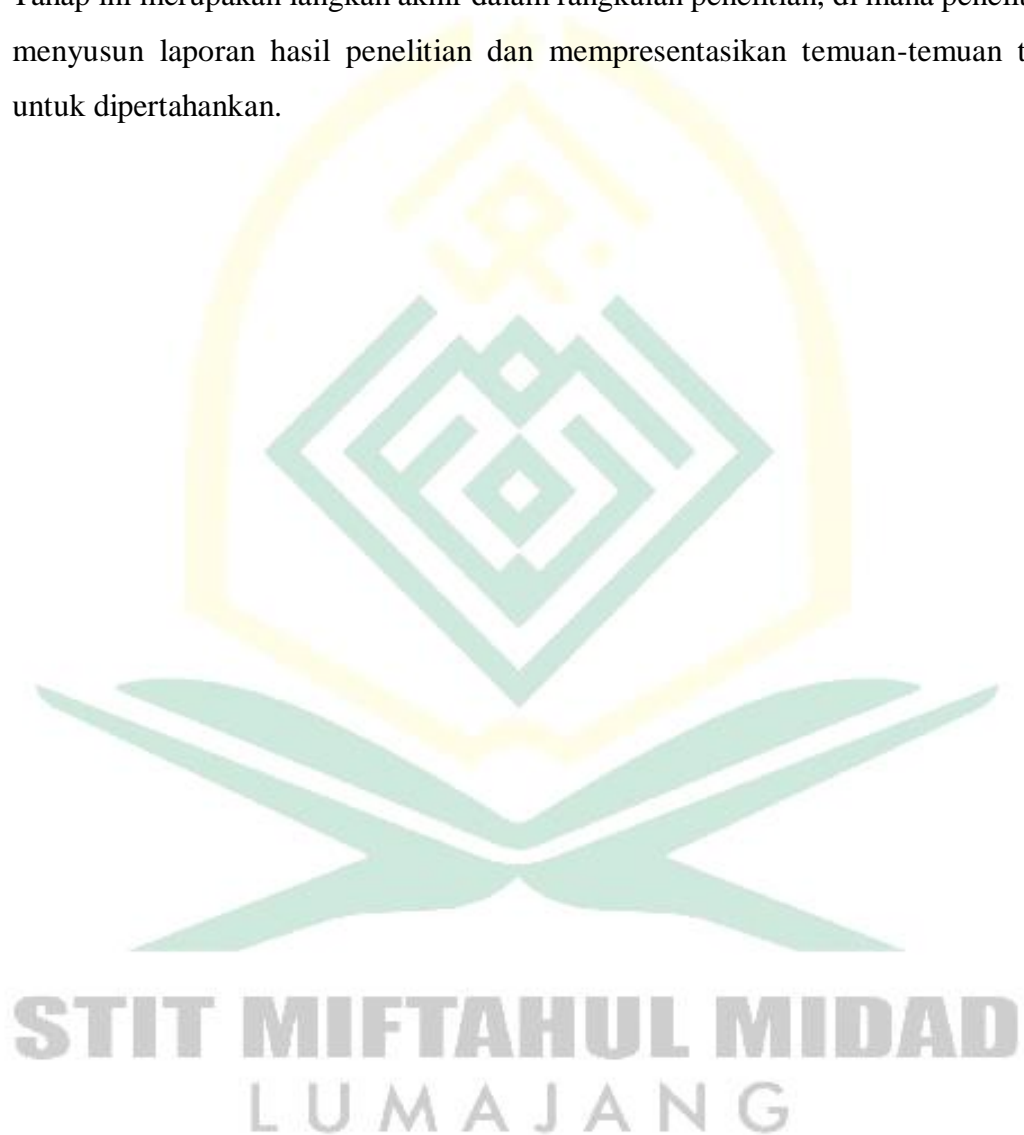 Tahap ini merupakan langkah akhir dalam rangkaian penelitian, di mana
menyusun laporan hasil penelitian dan mempresentasikan temuan-temuan
untuk dipertahankan.
STIT MIFTAHUL MIDAD
LUMAJANG